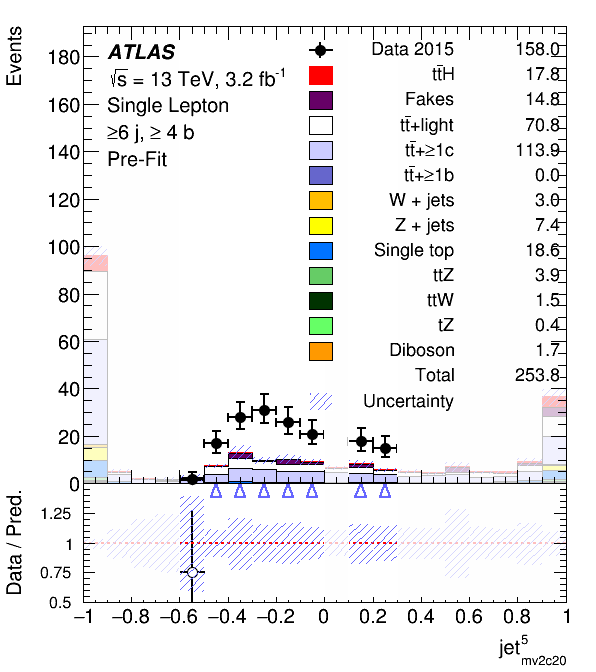 Events
180
160
140
120
100
80
60
40
20
0
ATLAS
√s = 13 TeV, 3.2 fb⁻¹
Single Lepton
≥6 j, ≥ 4 b
Pre-Fit
Data 2015 158.0
tt̄H 17.8
Fakes 14.8
tt̄+light 70.8
tt̄+≥1c 113.9
tt̄+≥1b 0.0
W + jets 3.0
Z + jets 7.4
Single top 18.6
ttZ 3.9
ttW 1.5
tZ 0.4
Diboson 1.7
Total 253.8
Uncertainty
Data / Pred.
1.25
1
0.75
0.5
−1 −0.8 −0.6 −0.4 −0.2 0 0.2 0.4 0.6 0.8 1
jet⁵mv2c20